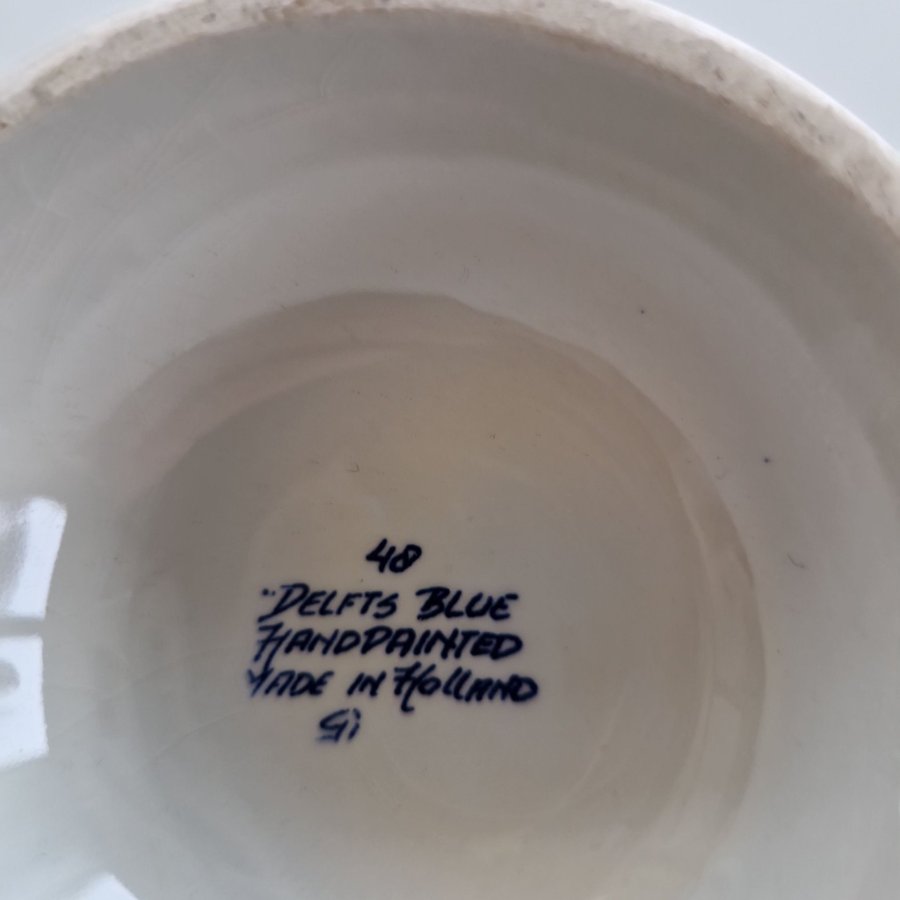 48
"DELFTS BLUE
HANDPAINTED
MADE IN HOLLAND
Gi